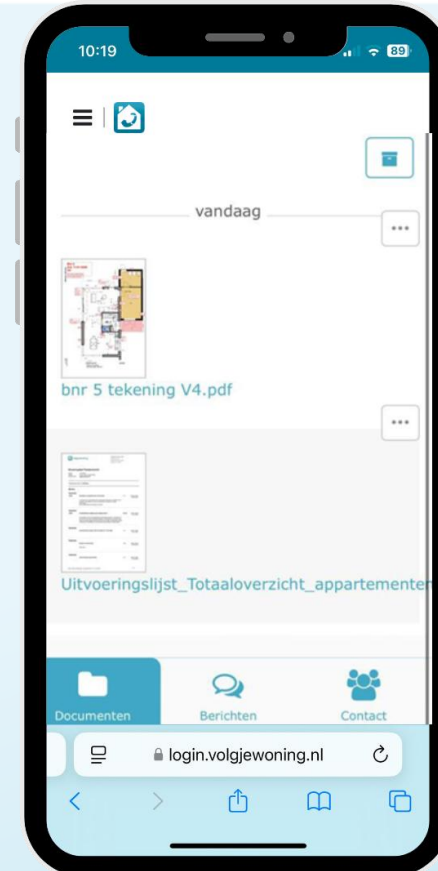 10:19
89
vandaag
bnr 5 tekening V4.pdf
Uitvoeringslijst_Totaaloverzicht_appartementen
Documenten
Berichten
Contact
login.volgjewoning.nl